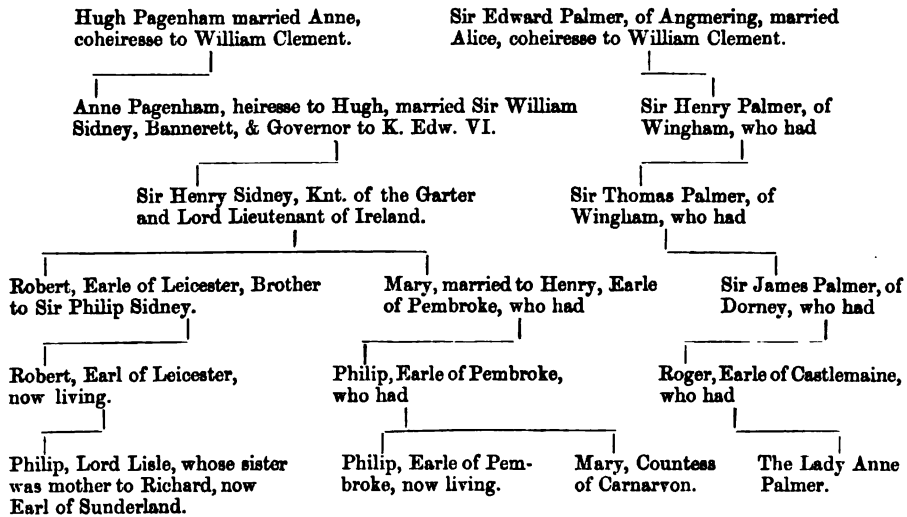 Hugh Pagenham married Anne,
coheiresse to William Clement.
Sir Edward Palmer, of Angmering, married
Alice, coheiresse to William Clement.
Anne Pagenham, heiresse to Hugh, married Sir William
Sidney, Bannerett, & Governor to K. Edw. VI.
Sir Henry Palmer, of
Wingham, who had
Sir Henry Sidney, Knt. of the Garter
and Lord Lieutenant of Ireland.
Sir Thomas Palmer, of
Wingham, who had
Robert, Earle of Leicester, Brother
to Sir Philip Sidney.
Mary, married to Henry, Earle
of Pembroke, who had
Sir James Palmer, of
Dorney, who had
Robert, Earl of Leicester,
now living.
Philip, Earle of Pembroke,
who had
Roger, Earle of Castlemaine,
who had
Philip, Lord Lisle, whose sister
was mother to Richard, now
Earl of Sunderland.
Philip, Earle of Pem-
broke, now living.
Mary, Countess
of Carnarvon.
The Lady Anne
Palmer.